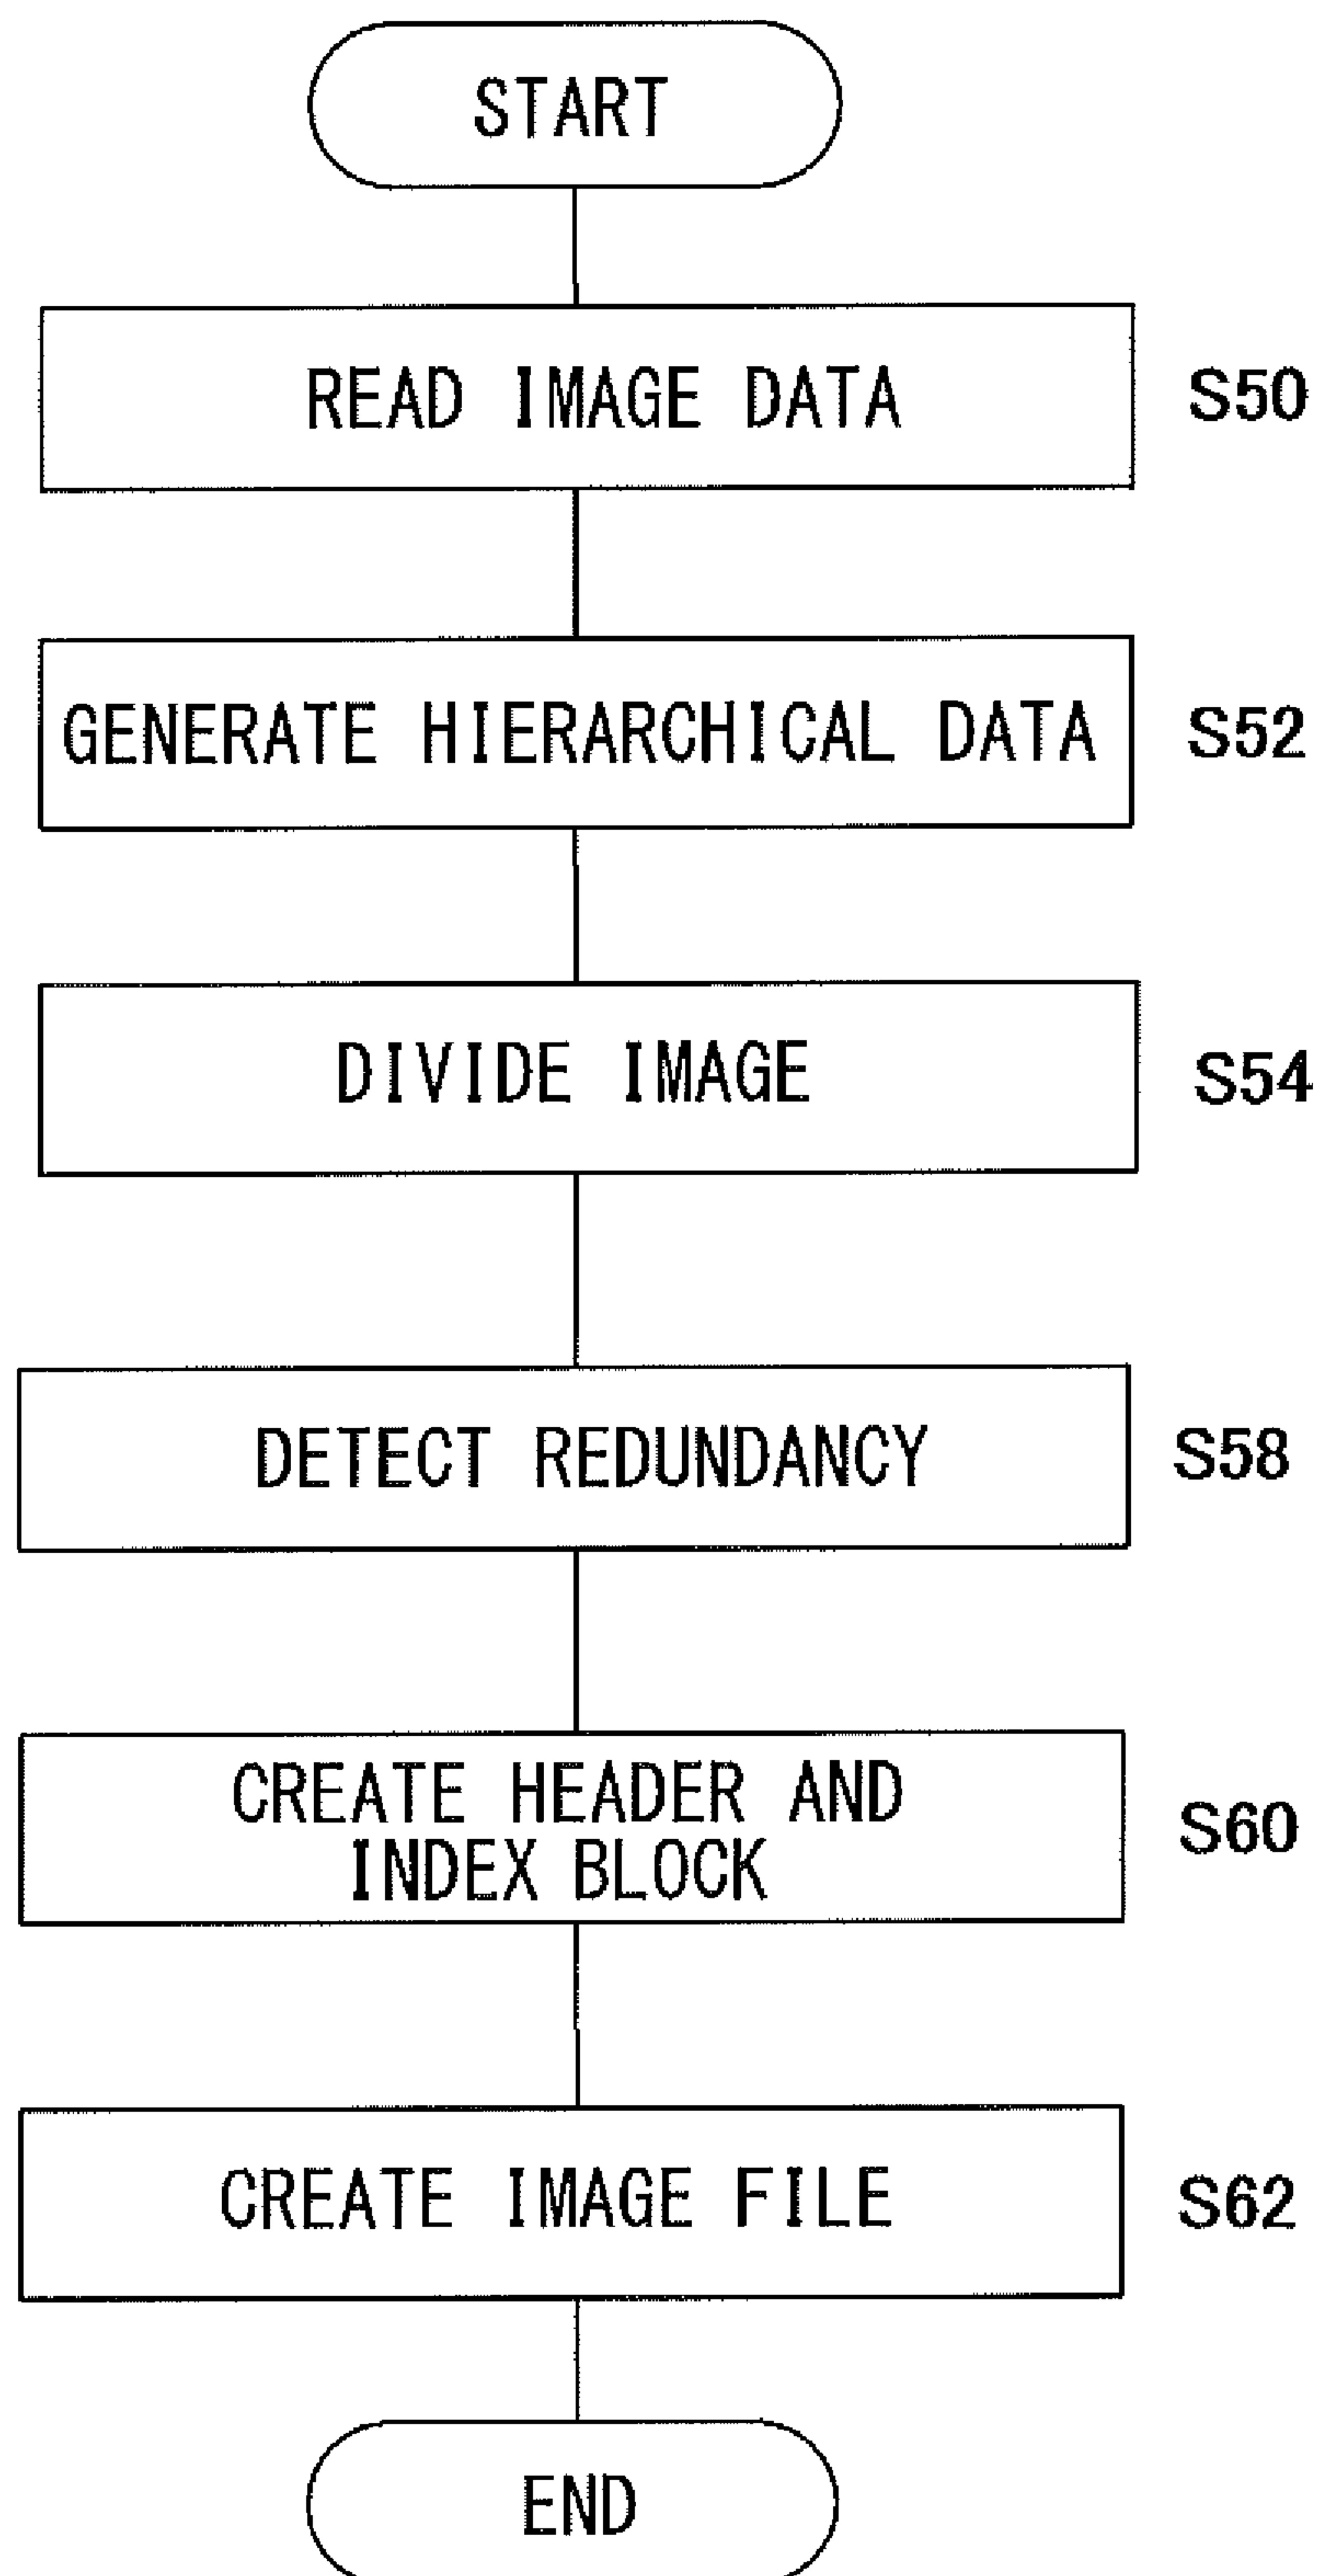 START
READ IMAGE DATA S50
GENERATE HIERARCHICAL DATA S52
DIVIDE IMAGE S54
DETECT REDUNDANCY S58
CREATE HEADER AND
INDEX BLOCK
S60
CREATE IMAGE FILE S62
END